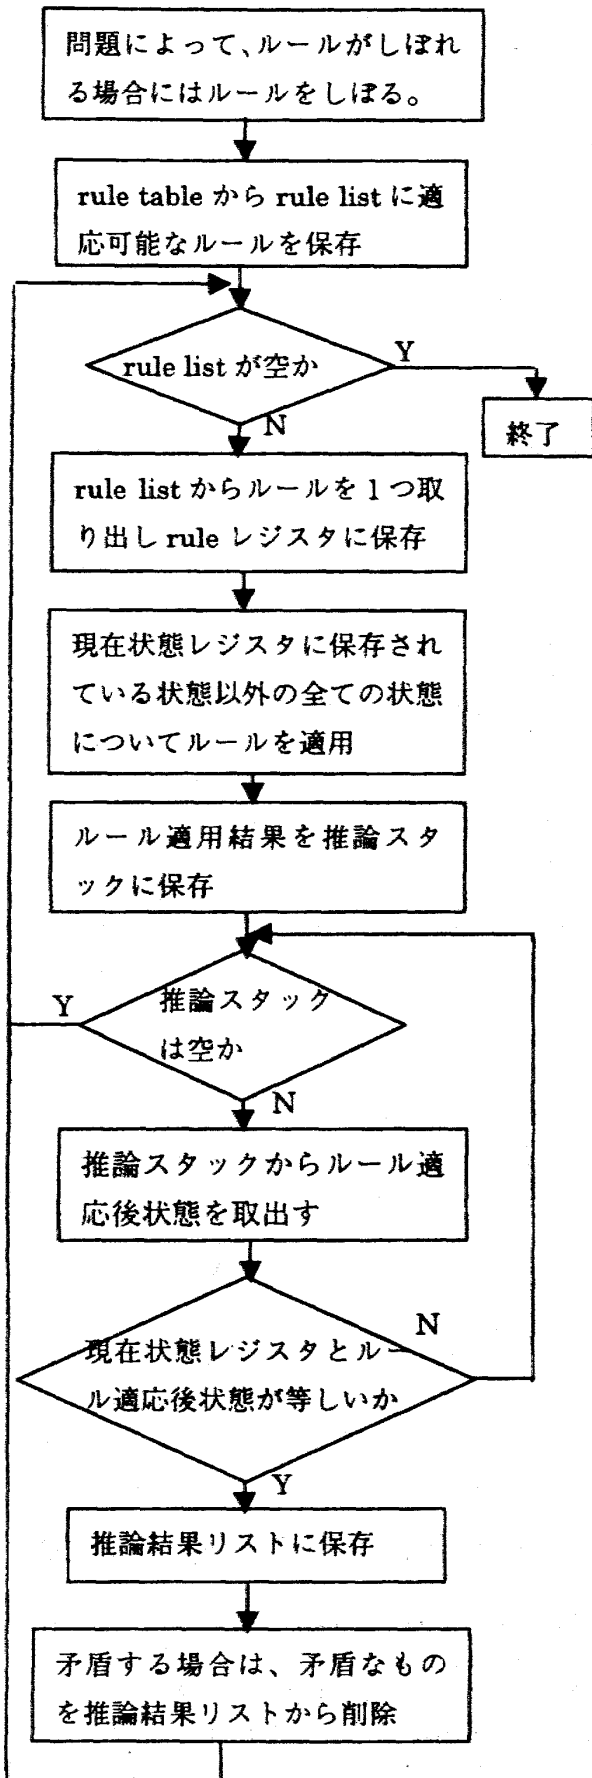 問題によって、ルールがしぼれ
る場合にはルールをしぼる。
rule table から rule list に適
応可能なルールを保存
rule list が空か
Y
終了
N
rule list からルールを 1 つ取
り出し rule レジスタに保存
現在状態レジスタに保存され
ている状態以外の全ての状態
についてルールを適用
ルール適用結果を推論スタ
ックに保存
Y
推論スタック
は空か
N
推論スタックからルール適
応後状態を取出す
N
現在状態レジスタとルー
ル適応後状態が等しいか
Y
推論結果リストに保存
矛盾する場合は、矛盾なもの
を推論結果リストから削除